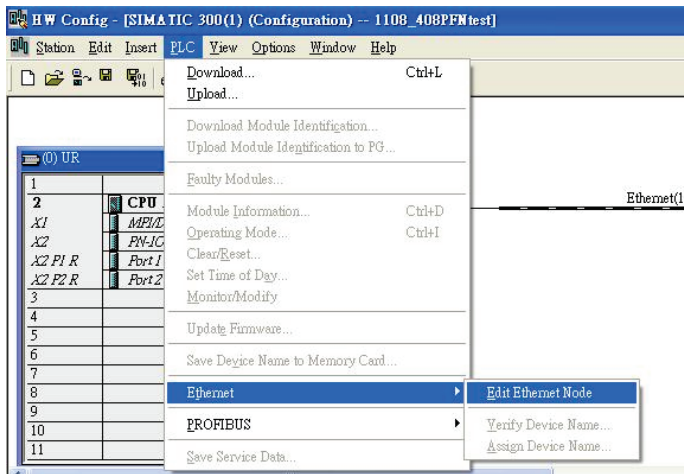 HW Config - [SIMATIC 300(1) (Configuration) -- 1108_408PFNtest]
Station Edit Insert PLC View Options Window Help
Download... Ctrl+L
Upload...
Download Module Identification...
Upload Module Identification to PG...
Faulty Modules...
Module Information... Ctrl+D
Operating Mode... Ctrl+I
Clear/Reset...
Set Time of Day...
Monitor/Modify
Update Firmware...
Save Device Name to Memory Card...
Ethernet
PROFIBUS
Save Service Data...
Edit Ethernet Node
Verify Device Name...
Assign Device Name...
(0) UR
1
2 CPU
X1 MPI/D
X2 PN-IO
X2 P1 R Port 1
X2 P2 R Port 2
3
4
5
6
7
8
9
10
11
Ethernet(1